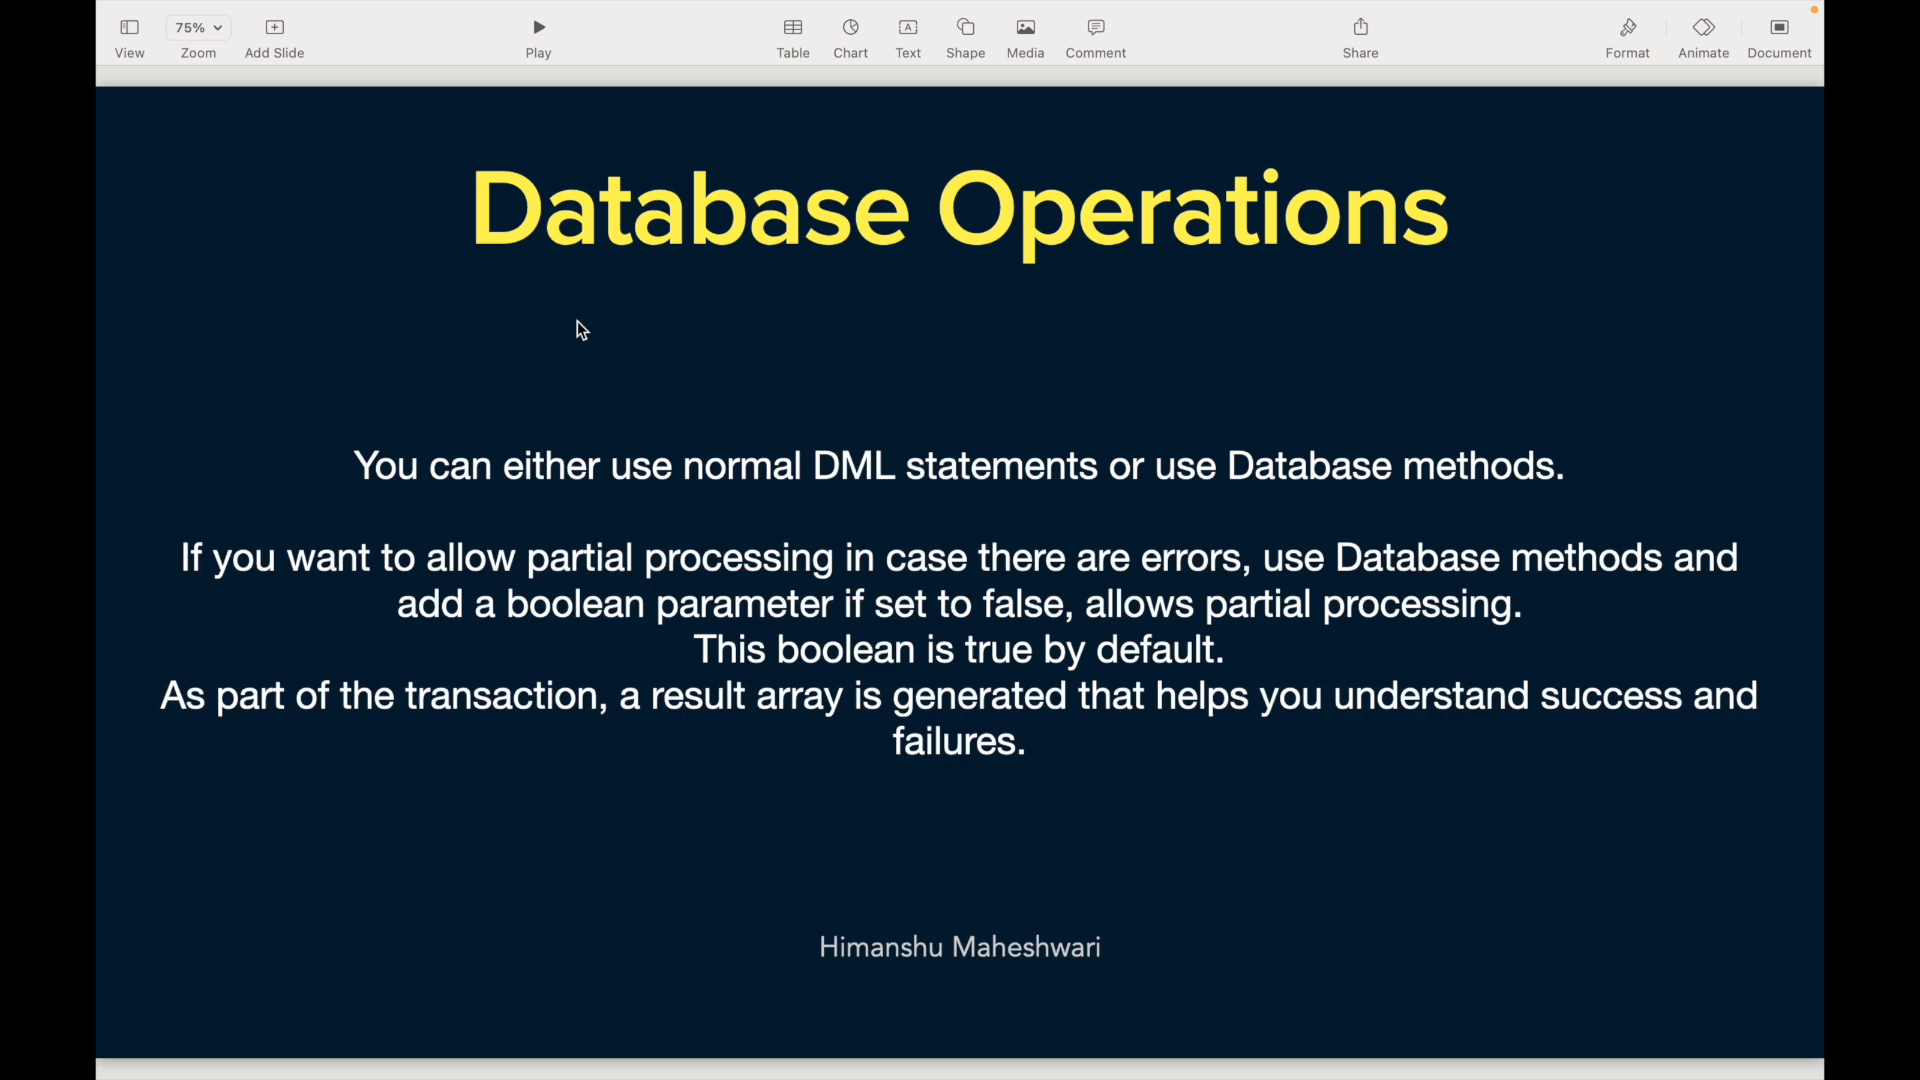 View
75%
Zoom
Add Slide
Play
Table
Chart
A
Text
Shape
Media
Comment
Share
Format
Animate
Document
Database Operations
You can either use normal DML statements or use Database methods.
If you want to allow partial processing in case there are errors, use Database methods and
add a boolean parameter if set to false, allows partial processing.
This boolean is true by default.
As part of the transaction, a result array is generated that helps you understand success and
failures.
Himanshu Maheshwari